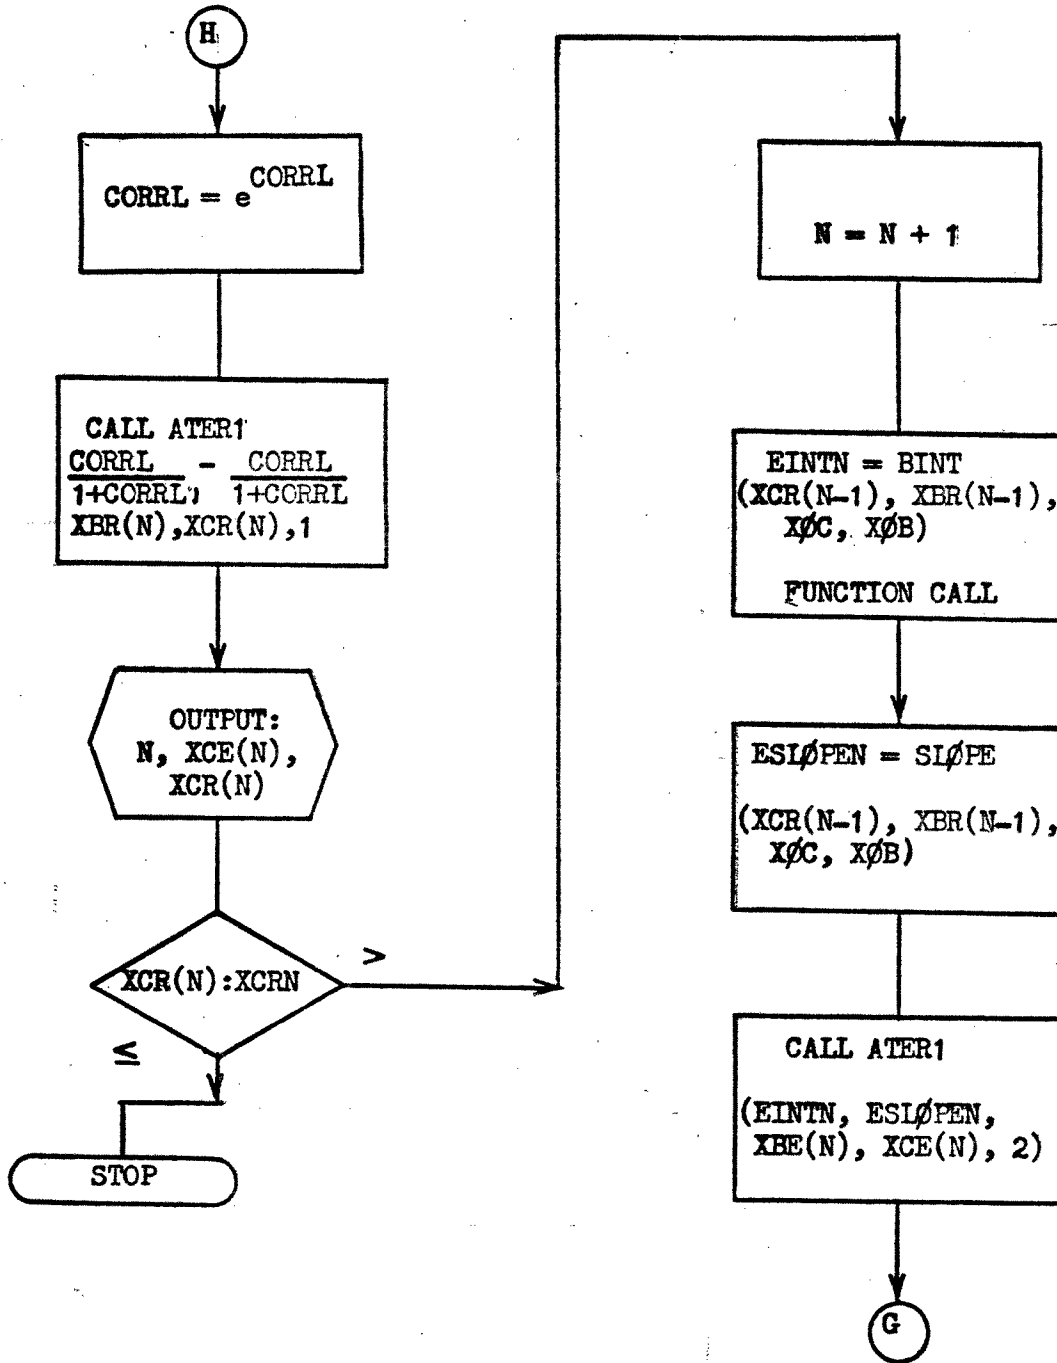 H
CORRL = e^CORRL
CALL ATER1
CORRL/1+CORRL, - CORRL/1+CORRL
XBR(N),XCR(N),1
OUTPUT:
N, XCE(N),
XCR(N)
XCR(N):XCRN
>
≤
STOP
N = N + 1
EINTN = BINT
(XCR(N-1), XBR(N-1),
XØC, XØB)
FUNCTION CALL
ESLØPEN = SLØPE
(XCR(N-1), XBR(N-1),
XØC, XØB)
CALL ATER1
(EINTN, ESLØPEN,
XBE(N), XCE(N), 2)
G